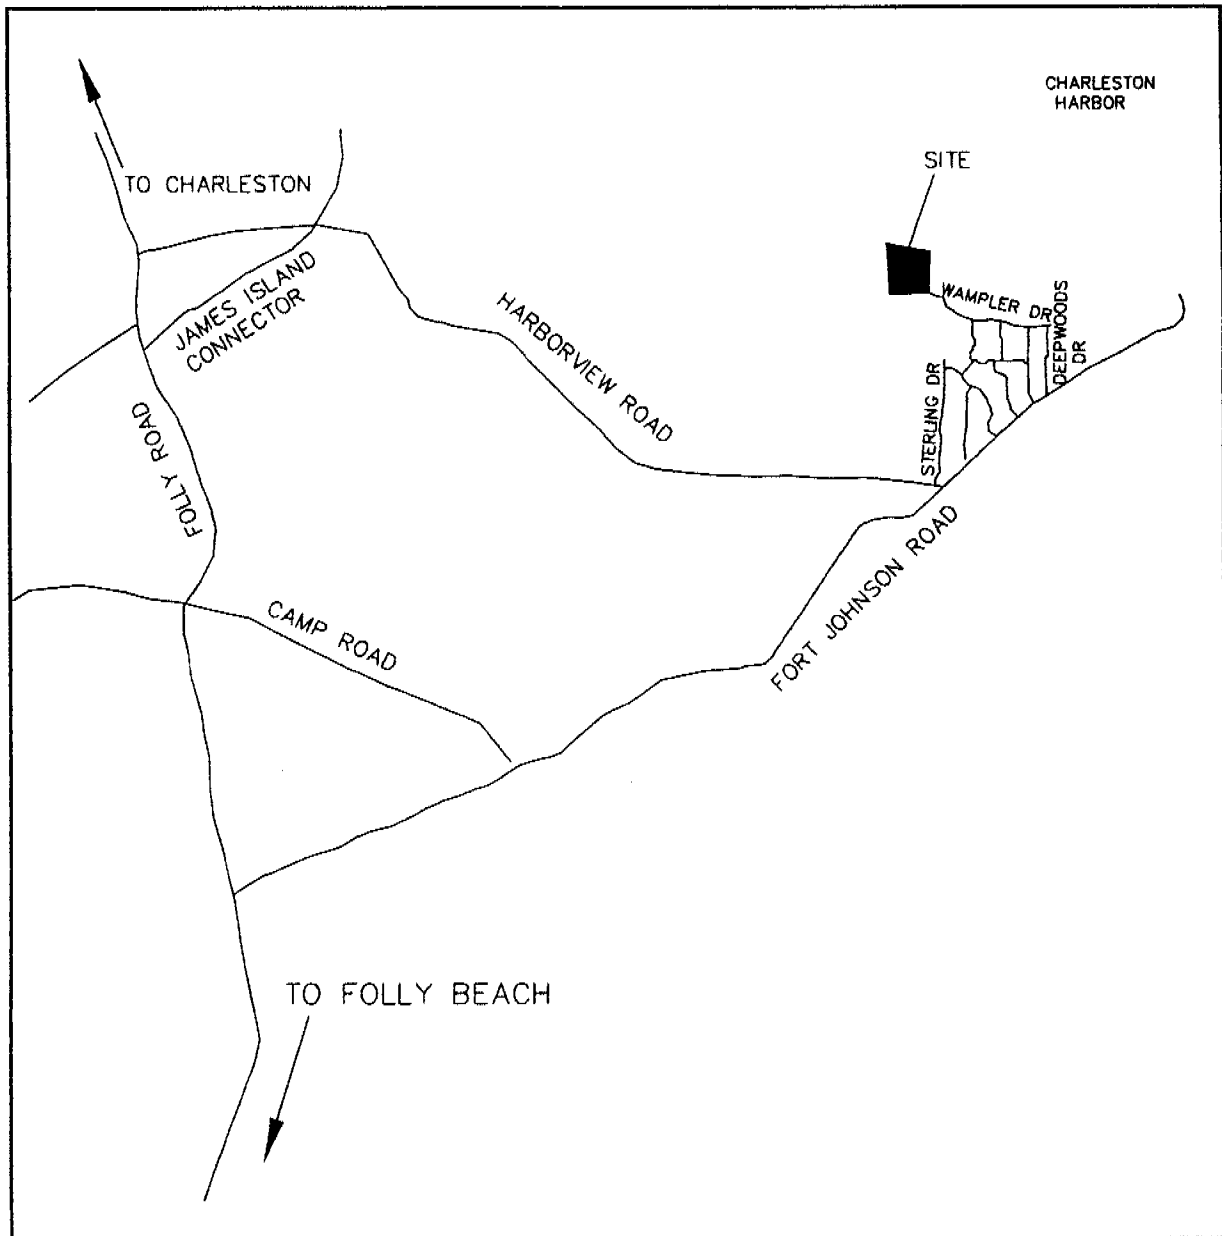 CHARLESTON
HARBOR
SITE
TO CHARLESTON
JAMES ISLAND
CONNECTOR
HARBORVIEW ROAD
WAMPLER DR
DEEPWOODS
DR
STERLING DR
FOLLY ROAD
FORT JOHNSON ROAD
CAMP ROAD
TO FOLLY BEACH